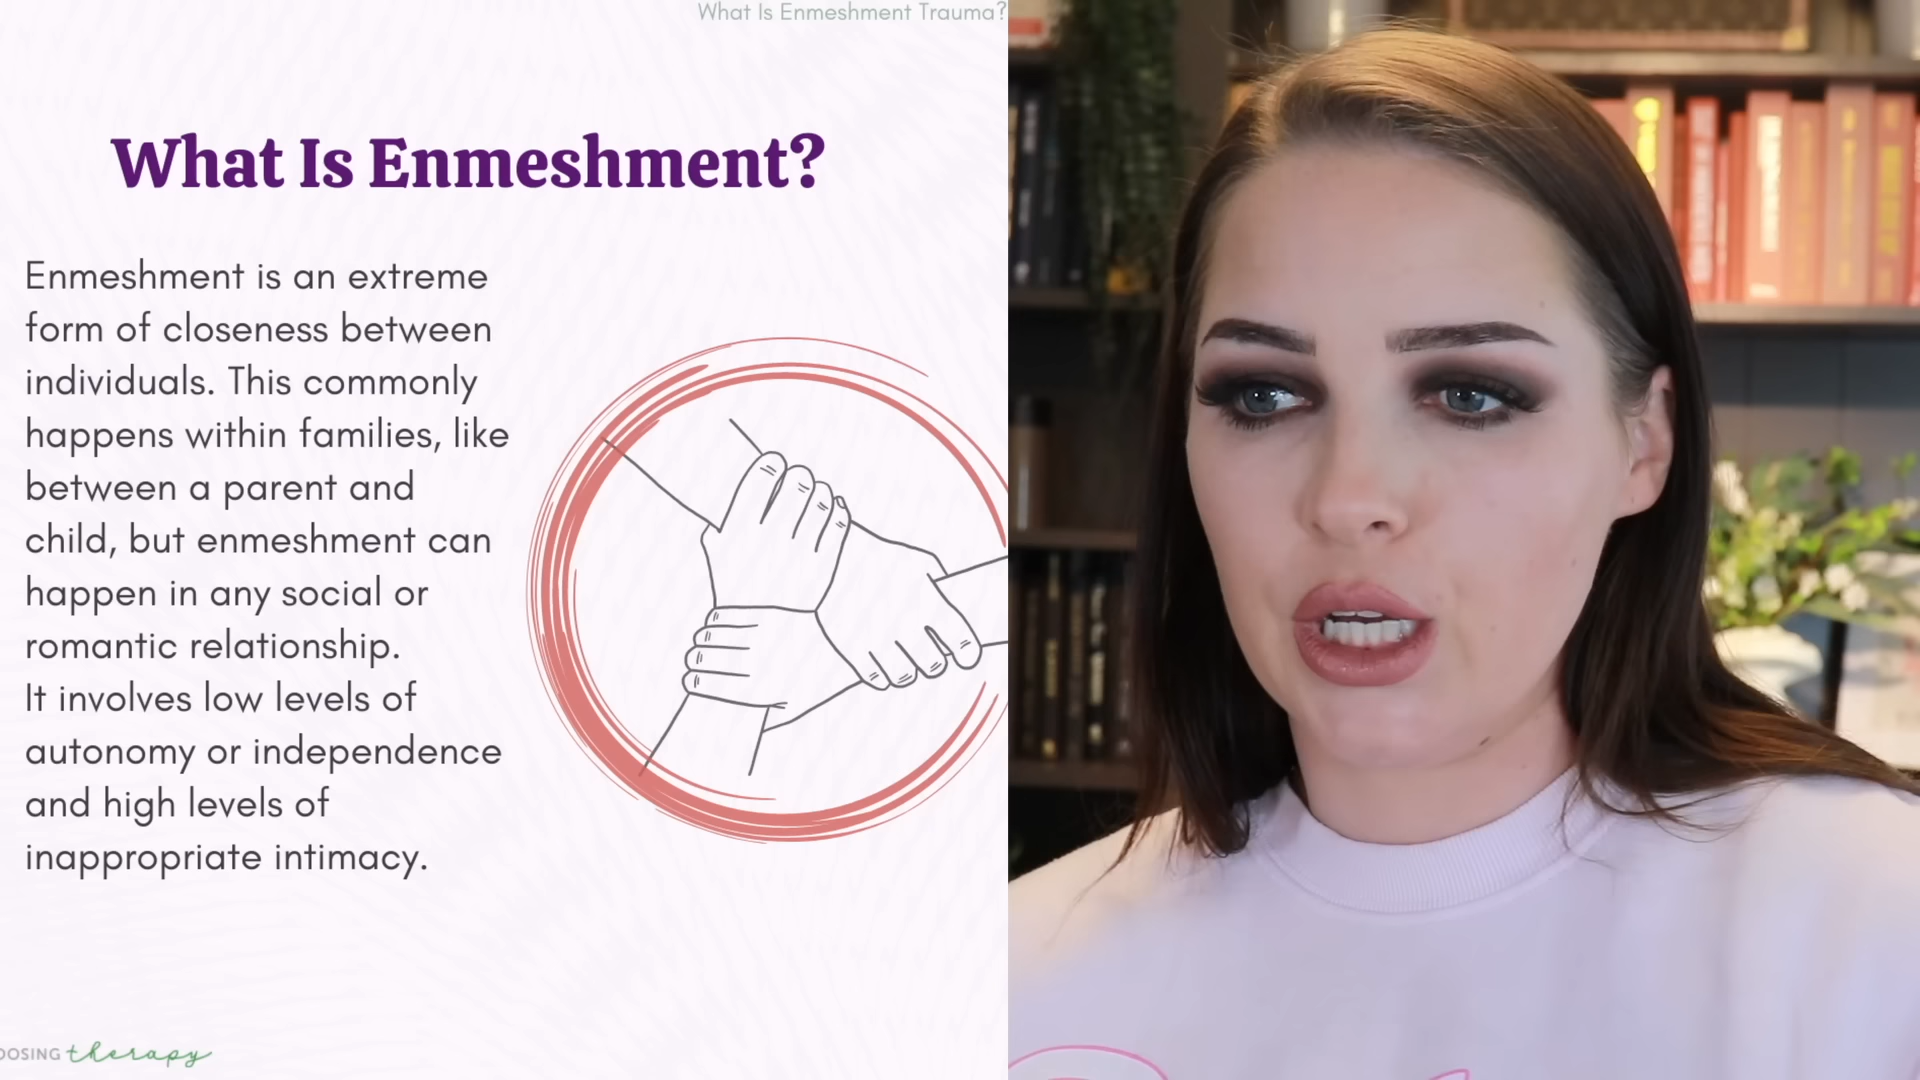 What Is Enmeshment Trauma?
What Is Enmeshment?
Enmeshment is an extreme
form of closeness between
individuals. This commonly
happens within families, like
between a parent and
child, but enmeshment can
happen in any social or
romantic relationship.
It involves low levels of
autonomy or independence
and high levels of
inappropriate intimacy.
OOSING therapy